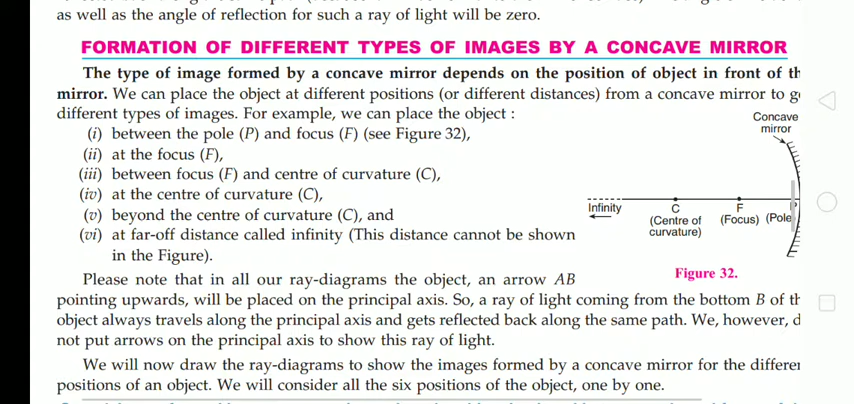 as well as the angle of reflection for such a ray of light will be zero.
FORMATION OF DIFFERENT TYPES OF IMAGES BY A CONCAVE MIRROR
The type of image formed by a concave mirror depends on the position of object in front of th
mirror. We can place the object at different positions (or different distances) from a concave mirror to g
different types of images. For example, we can place the object :
(i) between the pole (P) and focus (F) (see Figure 32),
(ii) at the focus (F),
(iii) between focus (F) and centre of curvature (C),
(iv) at the centre of curvature (C),
(v) beyond the centre of curvature (C), and
(vi) at far-off distance called infinity (This distance cannot be shown
in the Figure).
Concave
mirror
Infinity
C
(Centre of
curvature)
F
(Focus)
P
(Pole
Figure 32.
Please note that in all our ray-diagrams the object, an arrow AB
pointing upwards, will be placed on the principal axis. So, a ray of light coming from the bottom B of th
object always travels along the principal axis and gets reflected back along the same path. We, however, d
not put arrows on the principal axis to show this ray of light.
We will now draw the ray-diagrams to show the images formed by a concave mirror for the differe
positions of an object. We will consider all the six positions of the object, one by one.